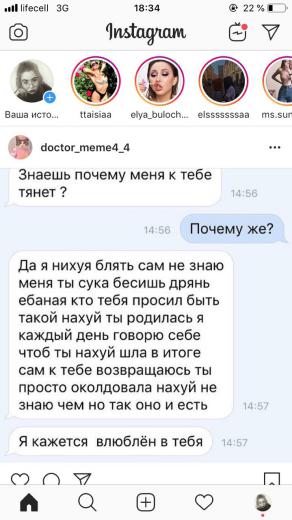 lifecell 3G 18:34 22 %
Instagram
Ваша исто... ttaisiaa elya_buloch... elsssssssaa ms.sun
doctor_meme4_4
Знаешь почему меня к тебе
тянет ?
14:56
14:56 Почему же?
Да я нихуя блять сам не знаю
меня ты сука бесишь дрянь
ебаная кто тебя просил быть
такой нахуй ты родилась я
каждый день говорю себе
чтоб ты нахуй шла в итоге
сам к тебе возвращаюсь ты
просто околдовала нахуй не
знаю чем но так оно и есть
14:57
Я кажется влюблён в тебя
14:57